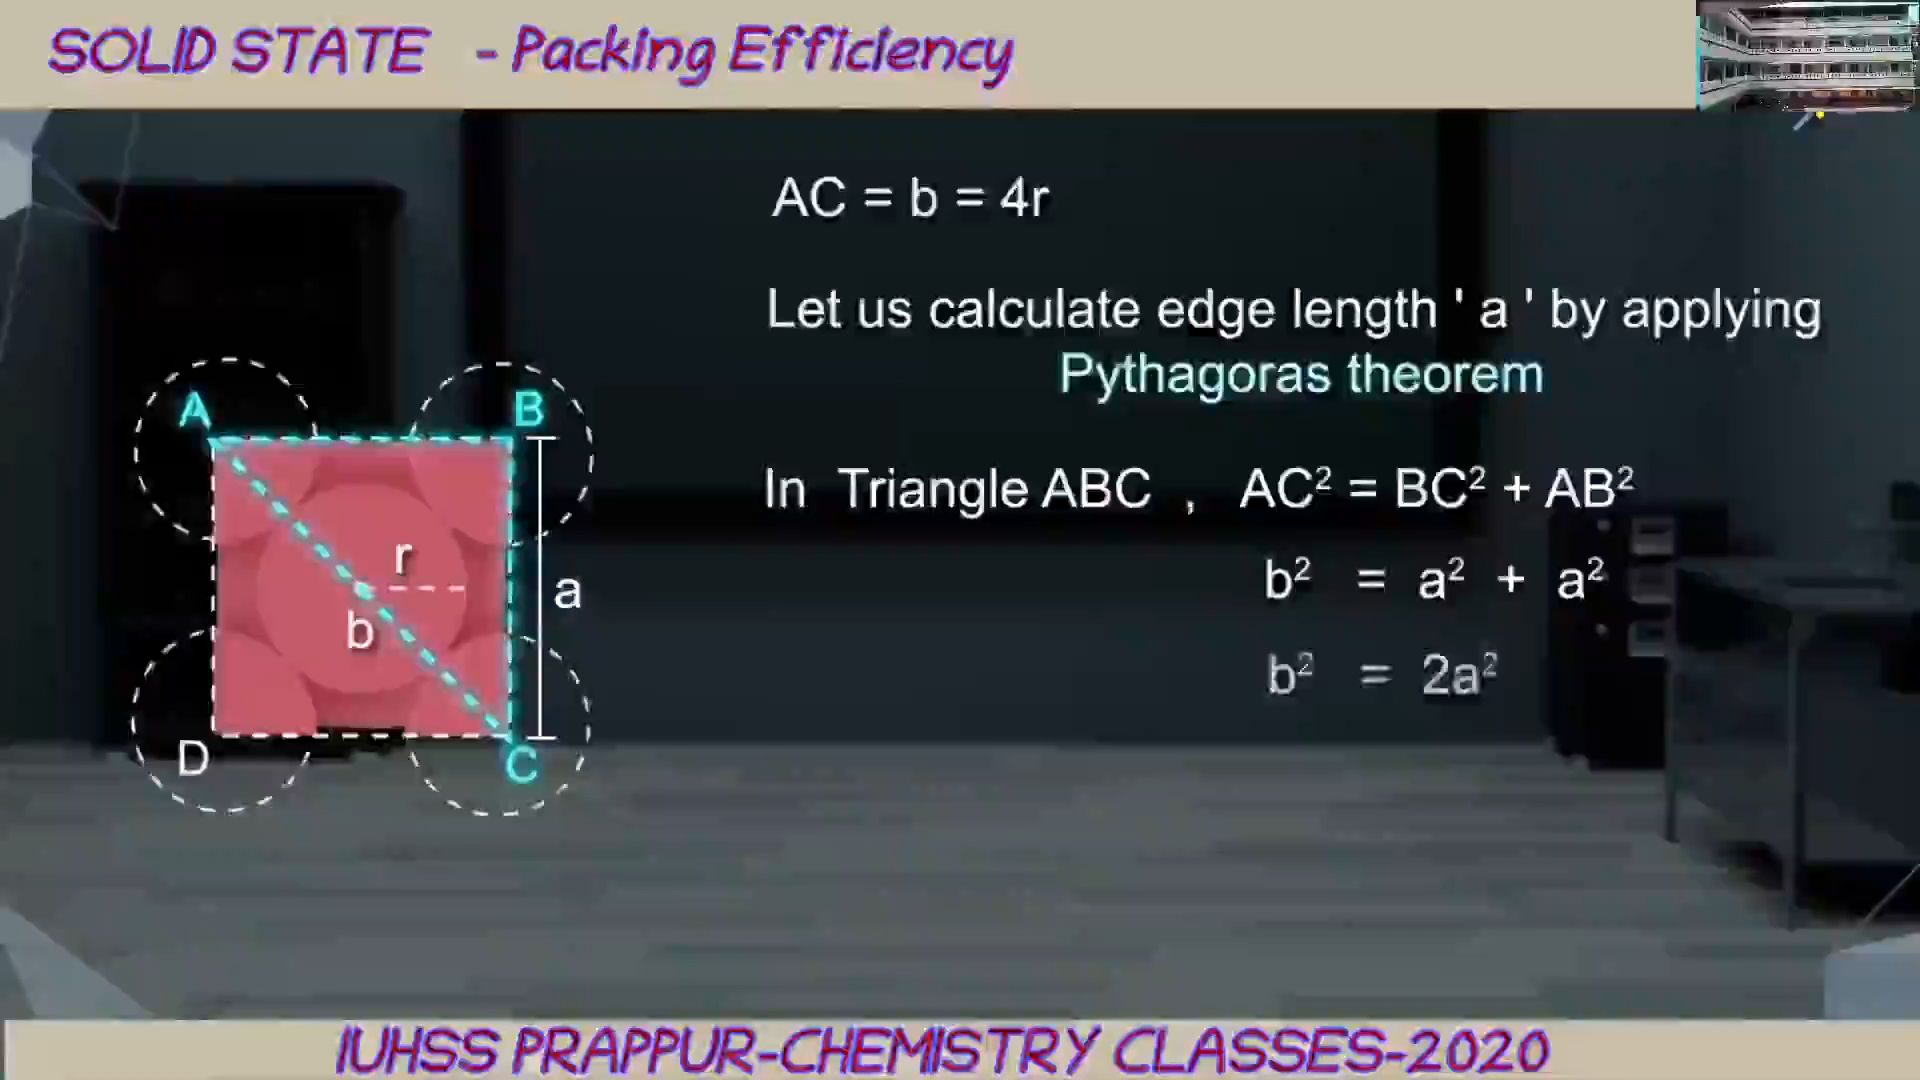 SOLID STATE - Packing Efficiency
AC = b = 4r
Let us calculate edge length ' a ' by applying
Pythagoras theorem
A
B
In Triangle ABC , AC² = BC² + AB²
r
a
b² = a² + a²
b
b² = 2a²
D
C
IUHSS PRAPPUR-CHEMISTRY CLASSES-2020